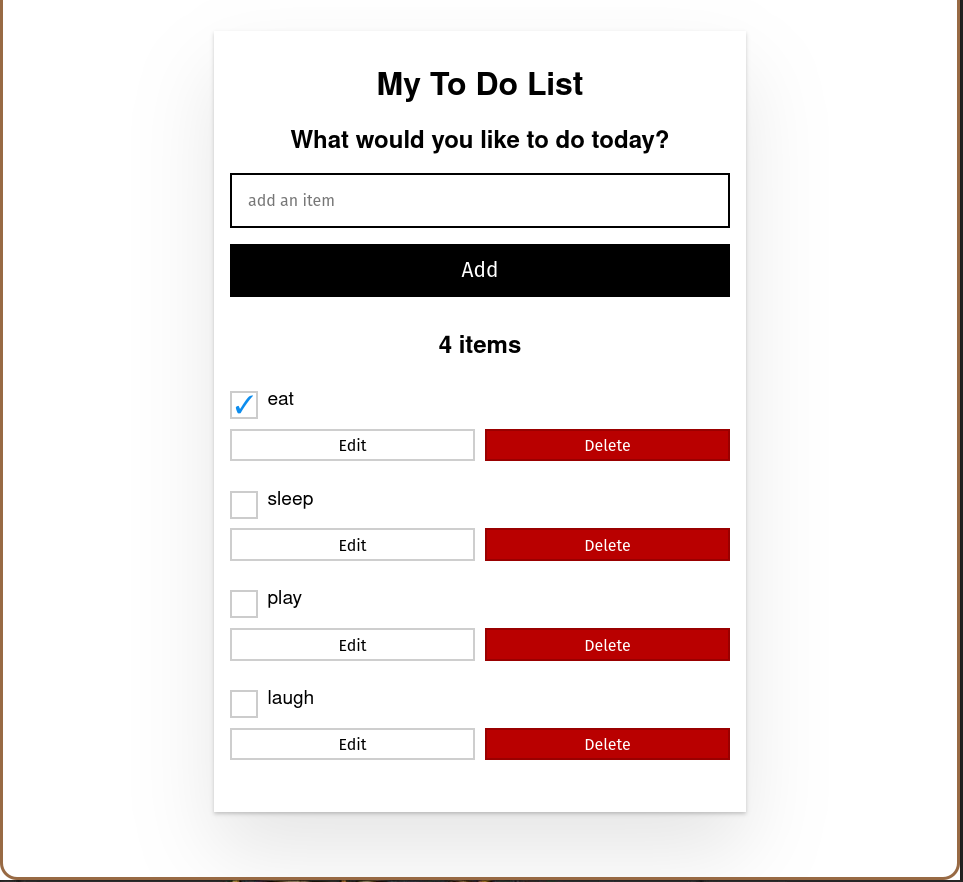 My To Do List
What would you like to do today?
add an item
Add
4 items
eat
Edit Delete
sleep
Edit Delete
play
Edit Delete
laugh
Edit Delete